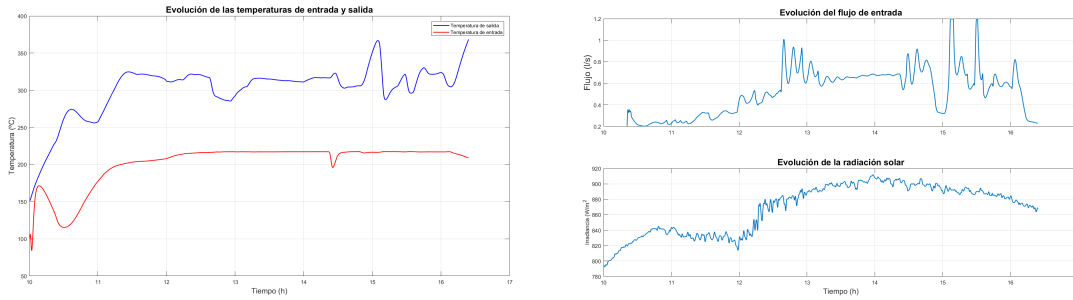 Evolución de las temperaturas de entrada y salida
Temperatura de salida
Temperatura de entrada
Temperatura (ºC)
400
350
300
250
200
150
100
50
10 11 12 13 14 15 16 17
Tiempo (h)
Evolución del flujo de entrada
Flujo (l/s)
1.2
1
0.8
0.6
0.4
0.2
10 11 12 13 14 15 16
Evolución de la radiación solar
Irradiancia (W/m²
920
900
880
860
840
820
800
780
10 11 12 13 14 15 16
Tiempo (h)